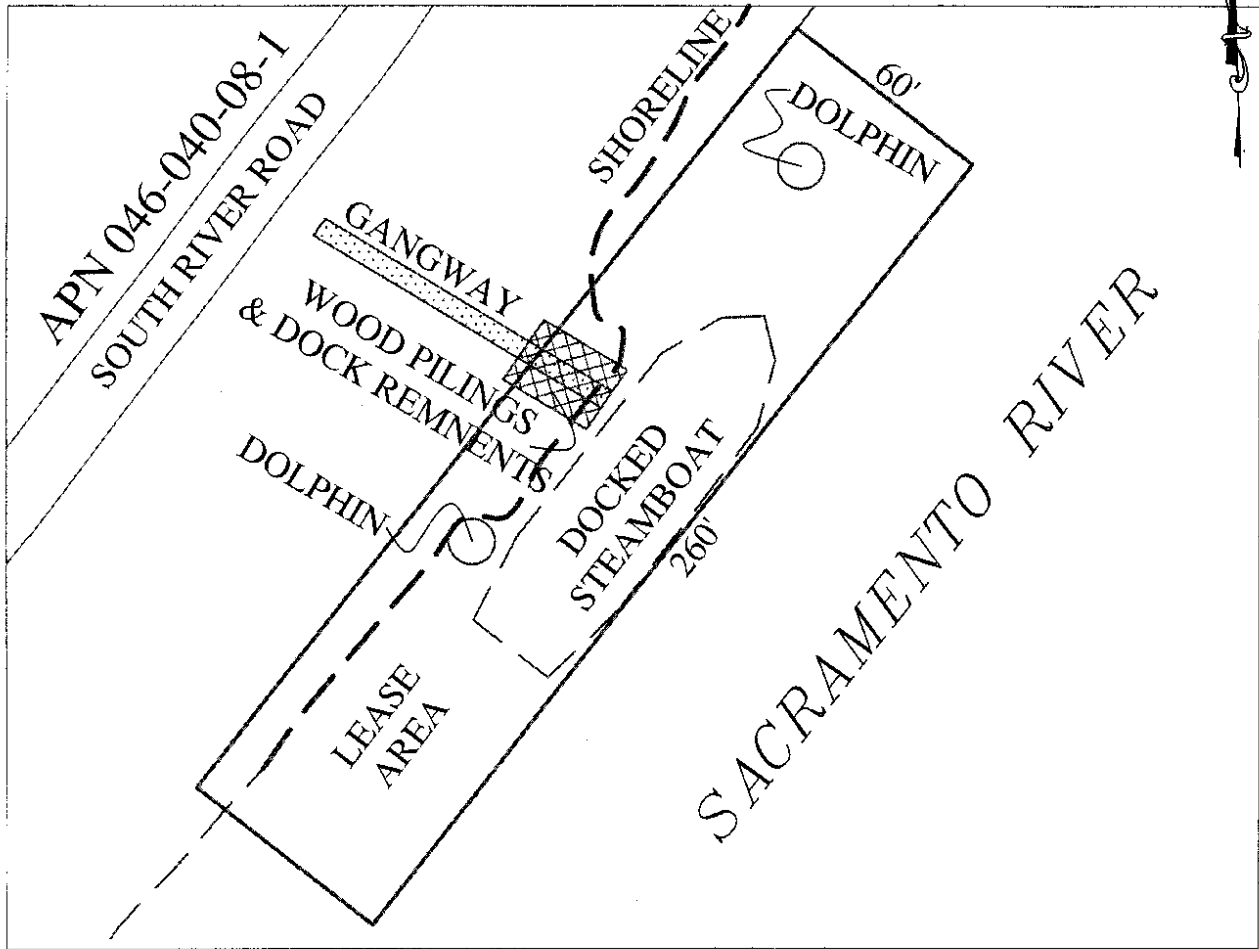 APN 046-040-08-1
SOUTH RIVER ROAD
SHORELINE
60'
DOLPHIN
GANGWAY
WOOD PILINGS
& DOCK REMNENTS
DOLPHIN
DOCKED
STEAMBOAT
260'
LEASE
AREA
SACRAMENTO RIVER